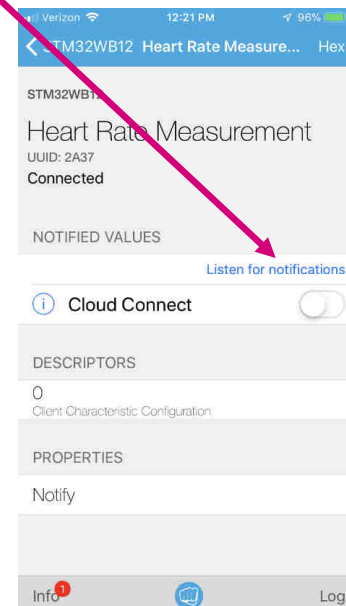 Verizon 12:21 PM 96%
STM32WB12 Heart Rate Measure... Hex
STM32WB12
Heart Rate Measurement
UUID: 2A37
Connected
NOTIFIED VALUES
Listen for notifications
Cloud Connect
DESCRIPTORS
0
Client Characteristic Configuration
PROPERTIES
Notify
Info 1 Log